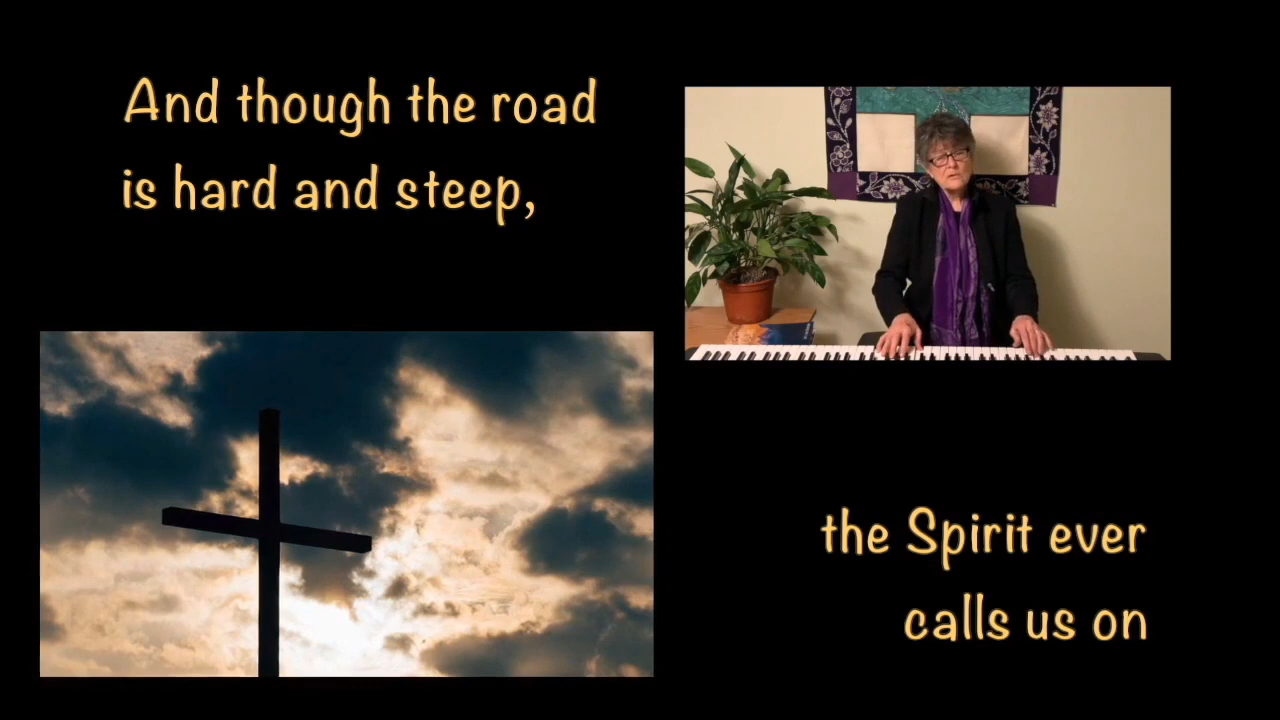 And though the road
is hard and steep,
the Spirit ever
calls us on